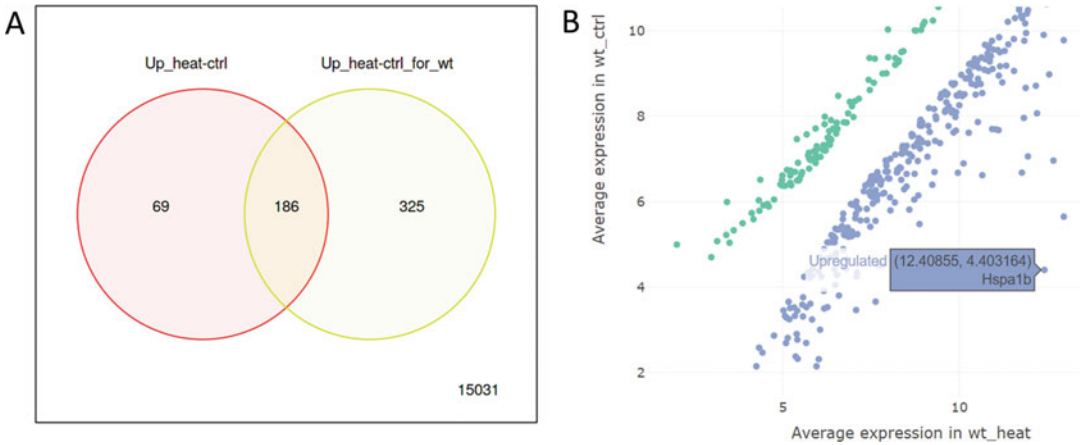 A
Up_heat-ctrl Up_heat-ctrl_for_wt
69 186 325
15031
B
Average expression in wt_ctrl
10
8
6
4
2
Upregulated (12.40855, 4.403164)
Hspa1b
5 10
Average expression in wt_heat